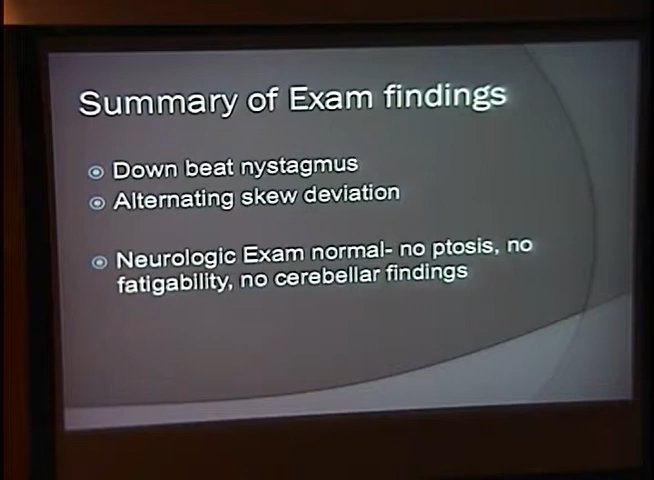 Summary of Exam findings
Down beat nystagmus
Alternating skew deviation
Neurologic Exam normal- no ptosis, no
fatigability, no cerebellar findings